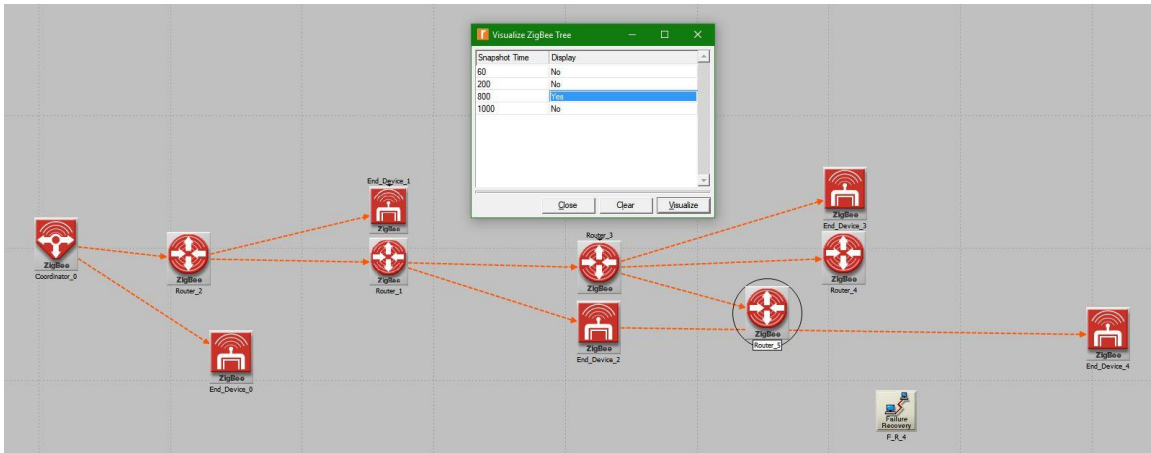 Visualize ZigBee Tree
Snapshot Time Display
60 No
200 No
800 Yes
1000 No
Close Clear Visualize
End_Device_1
ZigBee
ZigBee
Coordinator_0
ZigBee
Router_2
ZigBee
Router_1
Router_3
ZigBee
ZigBee
End_Device_3
ZigBee
Router_4
ZigBee
End_Device_0
ZigBee
End_Device_2
ZigBee
Router_5
ZigBee
End_Device_4
Failure
Recovery
F_R_4